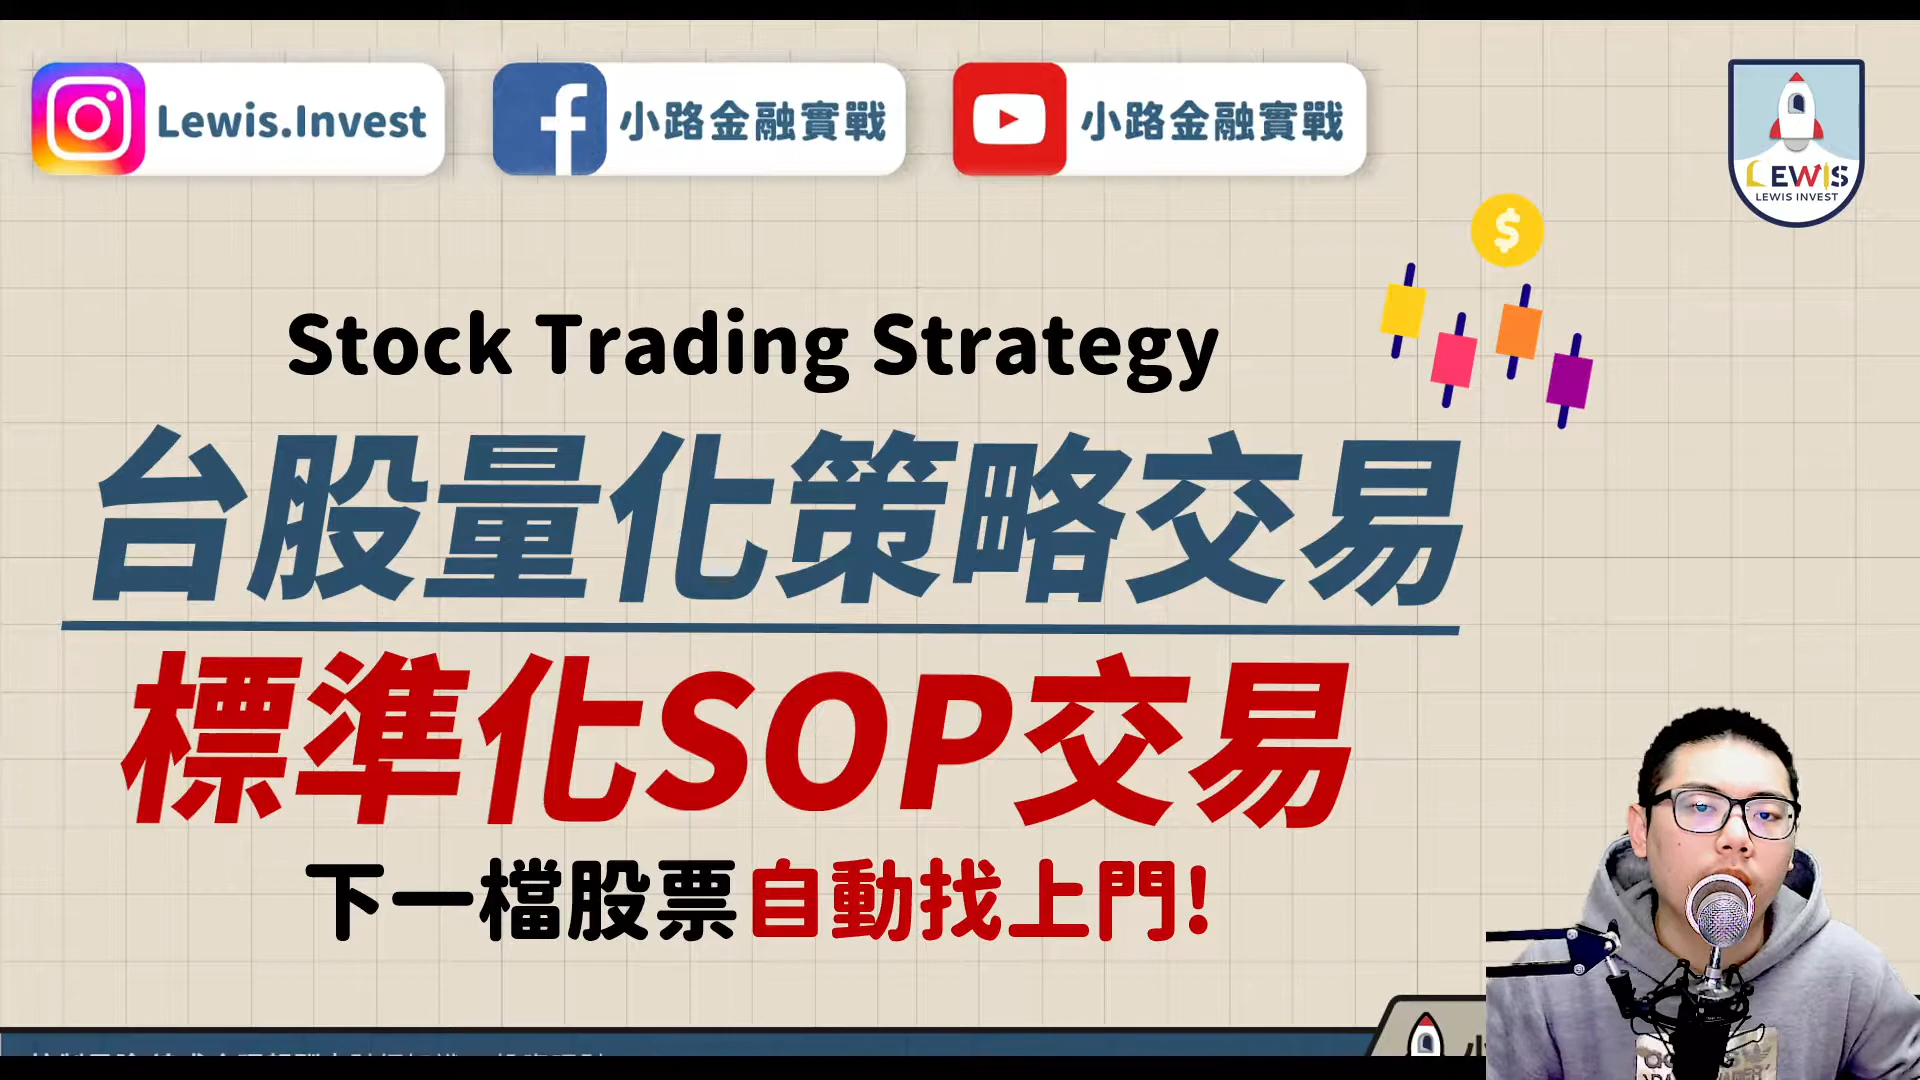 Lewis.Invest
小路金融實戰
小路金融實戰
LEWIS
LEWIS INVEST
Stock Trading Strategy
台股量化策略交易
標準化SOP交易
下一檔股票自動找上門!